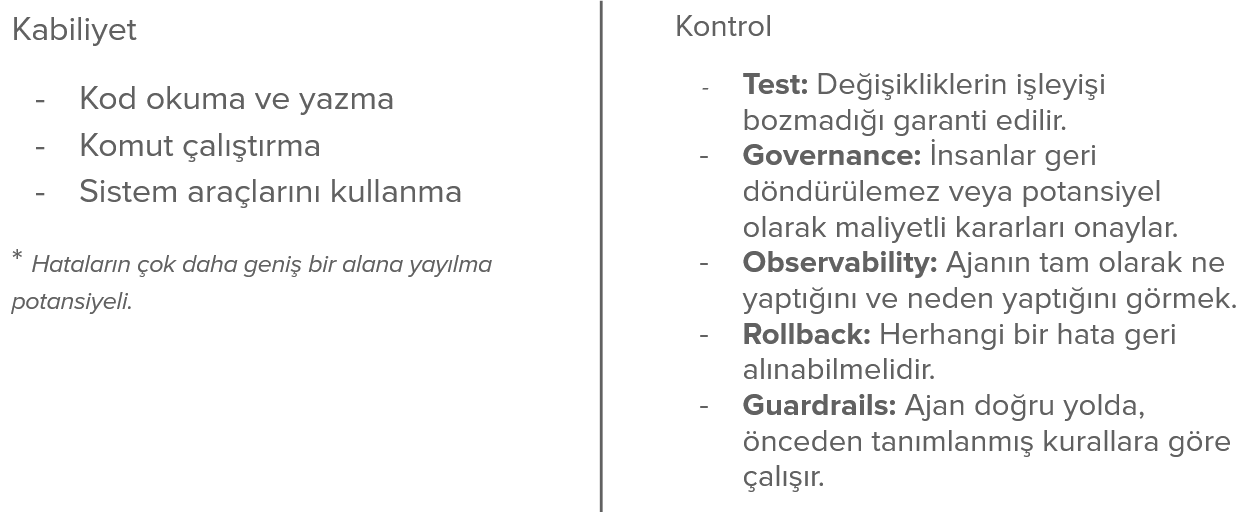 Kabiliyet
- Kod okuma ve yazma
- Komut çalıştırma
- Sistem araçlarını kullanma
* Hataların çok daha geniş bir alana yayılma
potansiyeli.
Kontrol
- Test: Değişikliklerin işleyişi
bozmadığı garanti edilir.
- Governance: İnsanlar geri
döndürülemez veya potansiyel
olarak maliyetli kararları onaylar.
- Observability: Ajanın tam olarak ne
yaptığını ve neden yaptığını görmek.
- Rollback: Herhangi bir hata geri
alınabilmelidir.
- Guardrails: Ajan doğru yolda,
önceden tanımlanmış kurallara göre
çalışır.